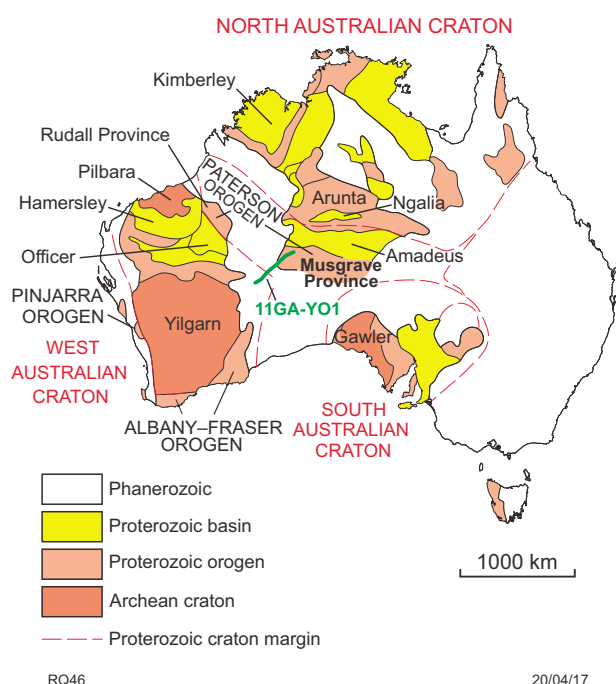 NORTH AUSTRALIAN CRATON
Kimberley
Rudall Province
Pilbara
Hamersley
PATERSON
OROGEN
Arunta
Ngalia
Officer
Amadeus
Musgrave
Province
11GA-YO1
PINJARRA
OROGEN
Yilgarn
Gawler
WEST
AUSTRALIAN
CRATON
SOUTH
AUSTRALIAN
CRATON
ALBANY–FRASER
OROGEN
Phanerozoic
Proterozoic basin
Proterozoic orogen
Archean craton
Proterozoic craton margin
1000 km
RQ46
20/04/17